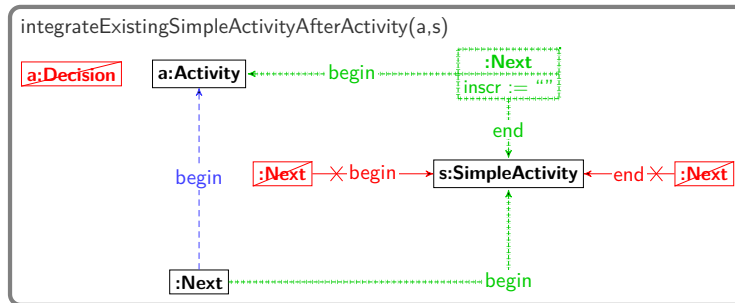 integrateExistingSimpleActivityAfterActivity(a,s)
a:Decision
a:Activity
begin
:Next
inscr := “”
end
begin
:Next
begin
s:SimpleActivity
end
:Next
:Next
begin